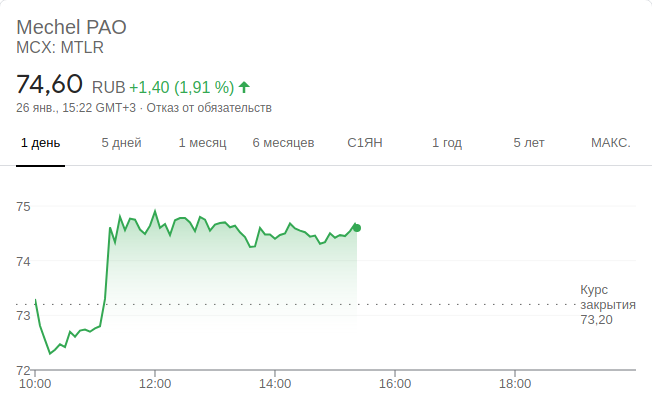 Mechel PAO
MCX: MTLR
74,60 RUB +1,40 (1,91 %)
26 янв., 15:22 GMT+3 · Отказ от обязательств
1 день 5 дней 1 месяц 6 месяцев С1ЯН 1 год 5 лет МАКС.
75
74
Курс
закрытия
73,20
73
72
10:00 12:00 14:00 16:00 18:00